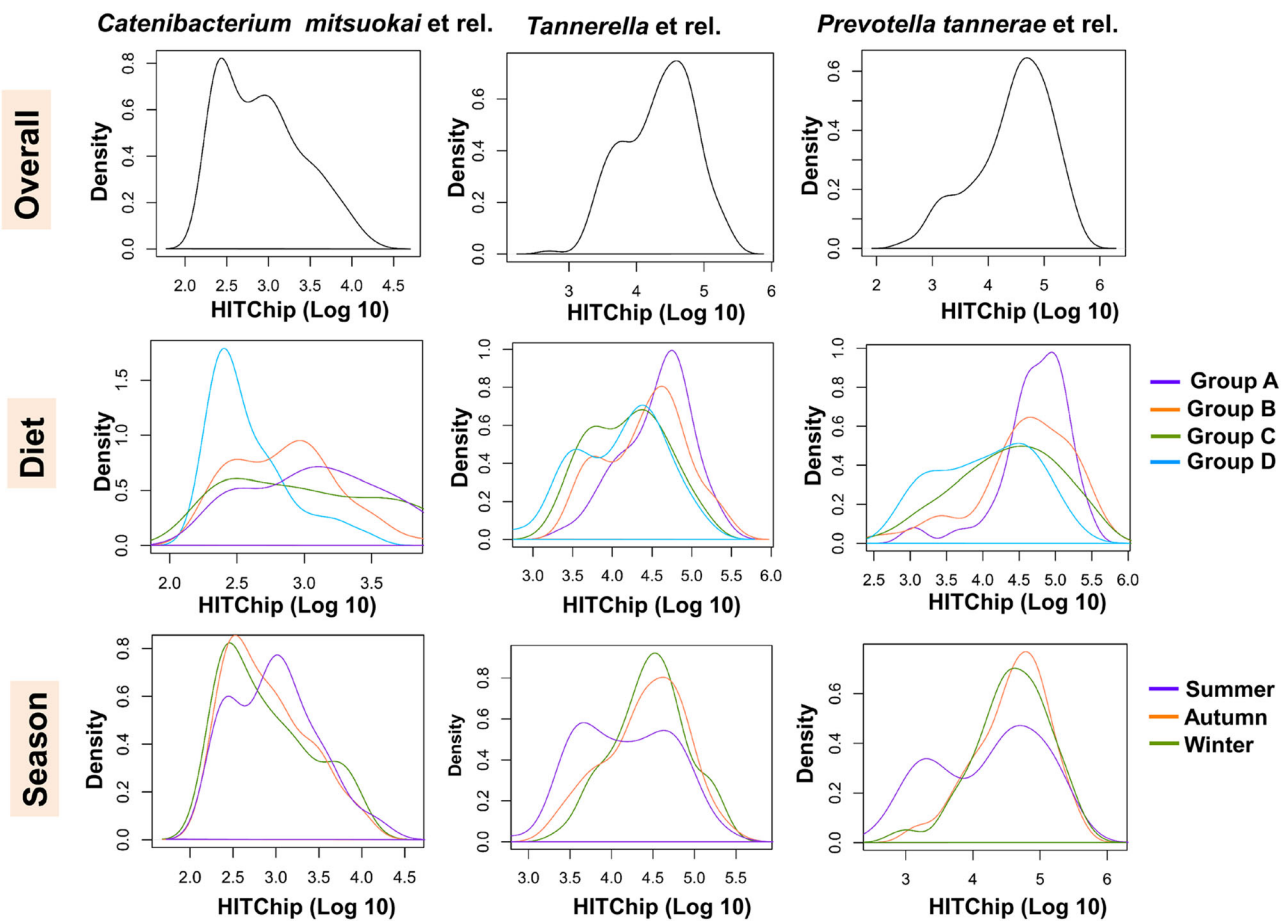 Catenibacterium mitsuokai et rel.
Tannerella et rel.
Prevotella tannerae et rel.
Overall
Density
0.0
0.2
0.4
0.6
0.8
2.0 2.5 3.0 3.5 4.0 4.5
HITChip (Log 10)
Density
0.0
0.2
0.4
0.6
3 4 5 6
HITChip (Log 10)
Density
0.0
0.2
0.4
0.6
2 3 4 5 6
HITChip (Log 10)
Diet
Density
0.0
0.5
1.0
1.5
2.0 2.5 3.0 3.5
HITChip (Log 10)
Density
0.0
0.2
0.4
0.6
0.8
1.0
3.0 3.5 4.0 4.5 5.0 5.5 6.0
HITChip (Log 10)
Density
0.0
0.2
0.4
0.6
0.8
1.0
2.5 3.0 3.5 4.0 4.5 5.0 5.5 6.0
HITChip (Log 10)
Group A
Group B
Group C
Group D
Season
Density
0.0
0.2
0.4
0.6
0.8
2.0 2.5 3.0 3.5 4.0 4.5
HITChip (Log 10)
Density
0.0
0.2
0.4
0.6
0.8
3.0 3.5 4.0 4.5 5.0 5.5
HITChip (Log 10)
Density
0.0
0.2
0.4
0.6
3 4 5 6
HITChip (Log 10)
Summer
Autumn
Winter